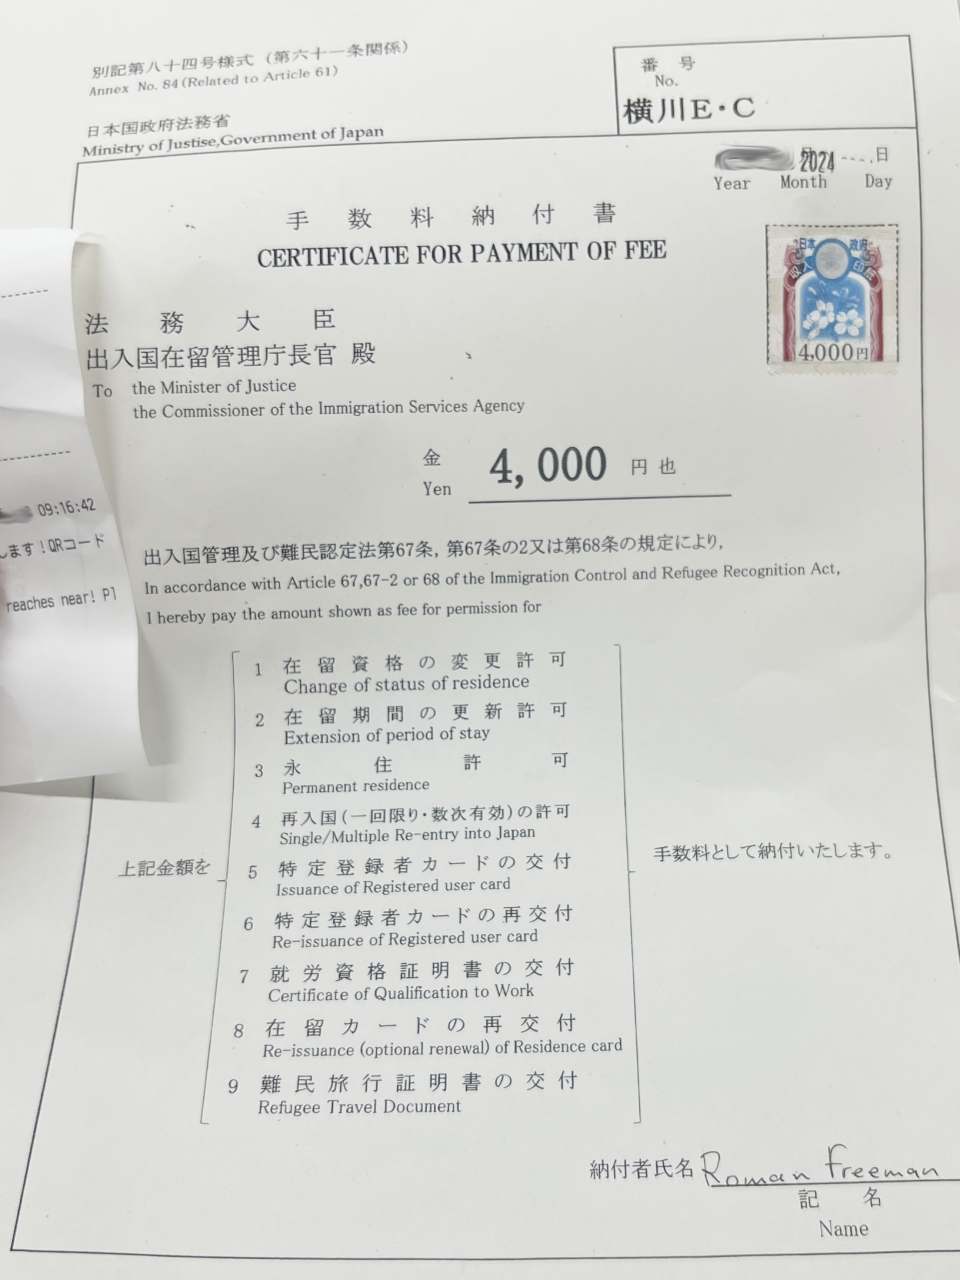 別記第八十四号様式（第六十一条関係）
Annex No. 84(Related to Article 61)
番 号
No.
横川E・C
日本国政府法務省
Ministry of Justise,Government of Japan
月 2024 日
Year Month Day
手数料納付書
CERTIFICATE FOR PAYMENT OF FEE
日本 政府
収入 印紙
4,000円
法務大臣
出入国在留管理庁長官 殿
To the Minister of Justice
the Commissioner of the Immigration Services Agency
金 4,000 円也
Yen
09:16:42
します！QRコード
reaches near! Pl
出入国管理及び難民認定法第67条，第67条の2又は第68条の規定により，
In accordance with Article 67,67-2 or 68 of the Immigration Control and Refugee Recognition Act,
I hereby pay the amount shown as fee for permission for
上記金額を
1 在留資格の変更許可
Change of status of residence
2 在留期間の更新許可
Extension of period of stay
3 永住許可
Permanent residence
4 再入国(一回限り・数次有効)の許可
Single/Multiple Re-entry into Japan
5 特定登録者カードの交付
Issuance of Registered user card
6 特定登録者カードの再交付
Re-issuance of Registered user card
7 就労資格証明書の交付
Certificate of Qualification to Work
8 在留カードの再交付
Re-issuance (optional renewal) of Residence card
9 難民旅行証明書の交付
Refugee Travel Document
手数料として納付いたします。
納付者氏名 Roman Freeman
記名
Name